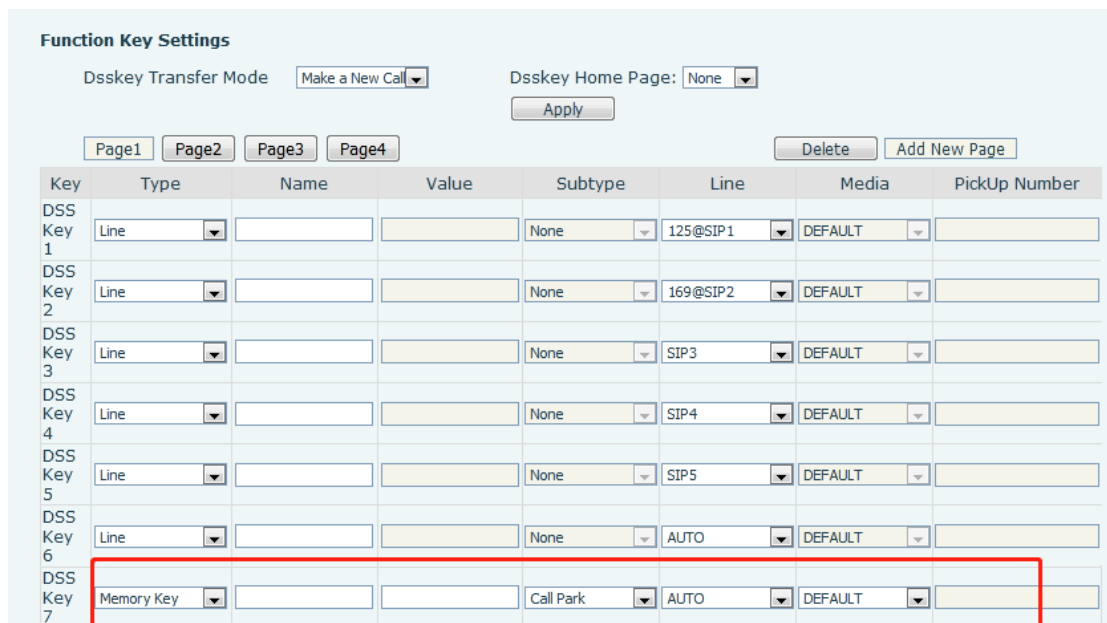 Function Key Settings
Dsskey Transfer Mode Make a New Call Dsskey Home Page: None
Apply
Page1 Page2 Page3 Page4 Delete Add New Page
Key Type Name Value Subtype Line Media PickUp Number
DSS Key 1 Line None 125@SIP1 DEFAULT
DSS Key 2 Line None 169@SIP2 DEFAULT
DSS Key 3 Line None SIP3 DEFAULT
DSS Key 4 Line None SIP4 DEFAULT
DSS Key 5 Line None SIP5 DEFAULT
DSS Key 6 Line None AUTO DEFAULT
DSS Key 7 Memory Key Call Park AUTO DEFAULT